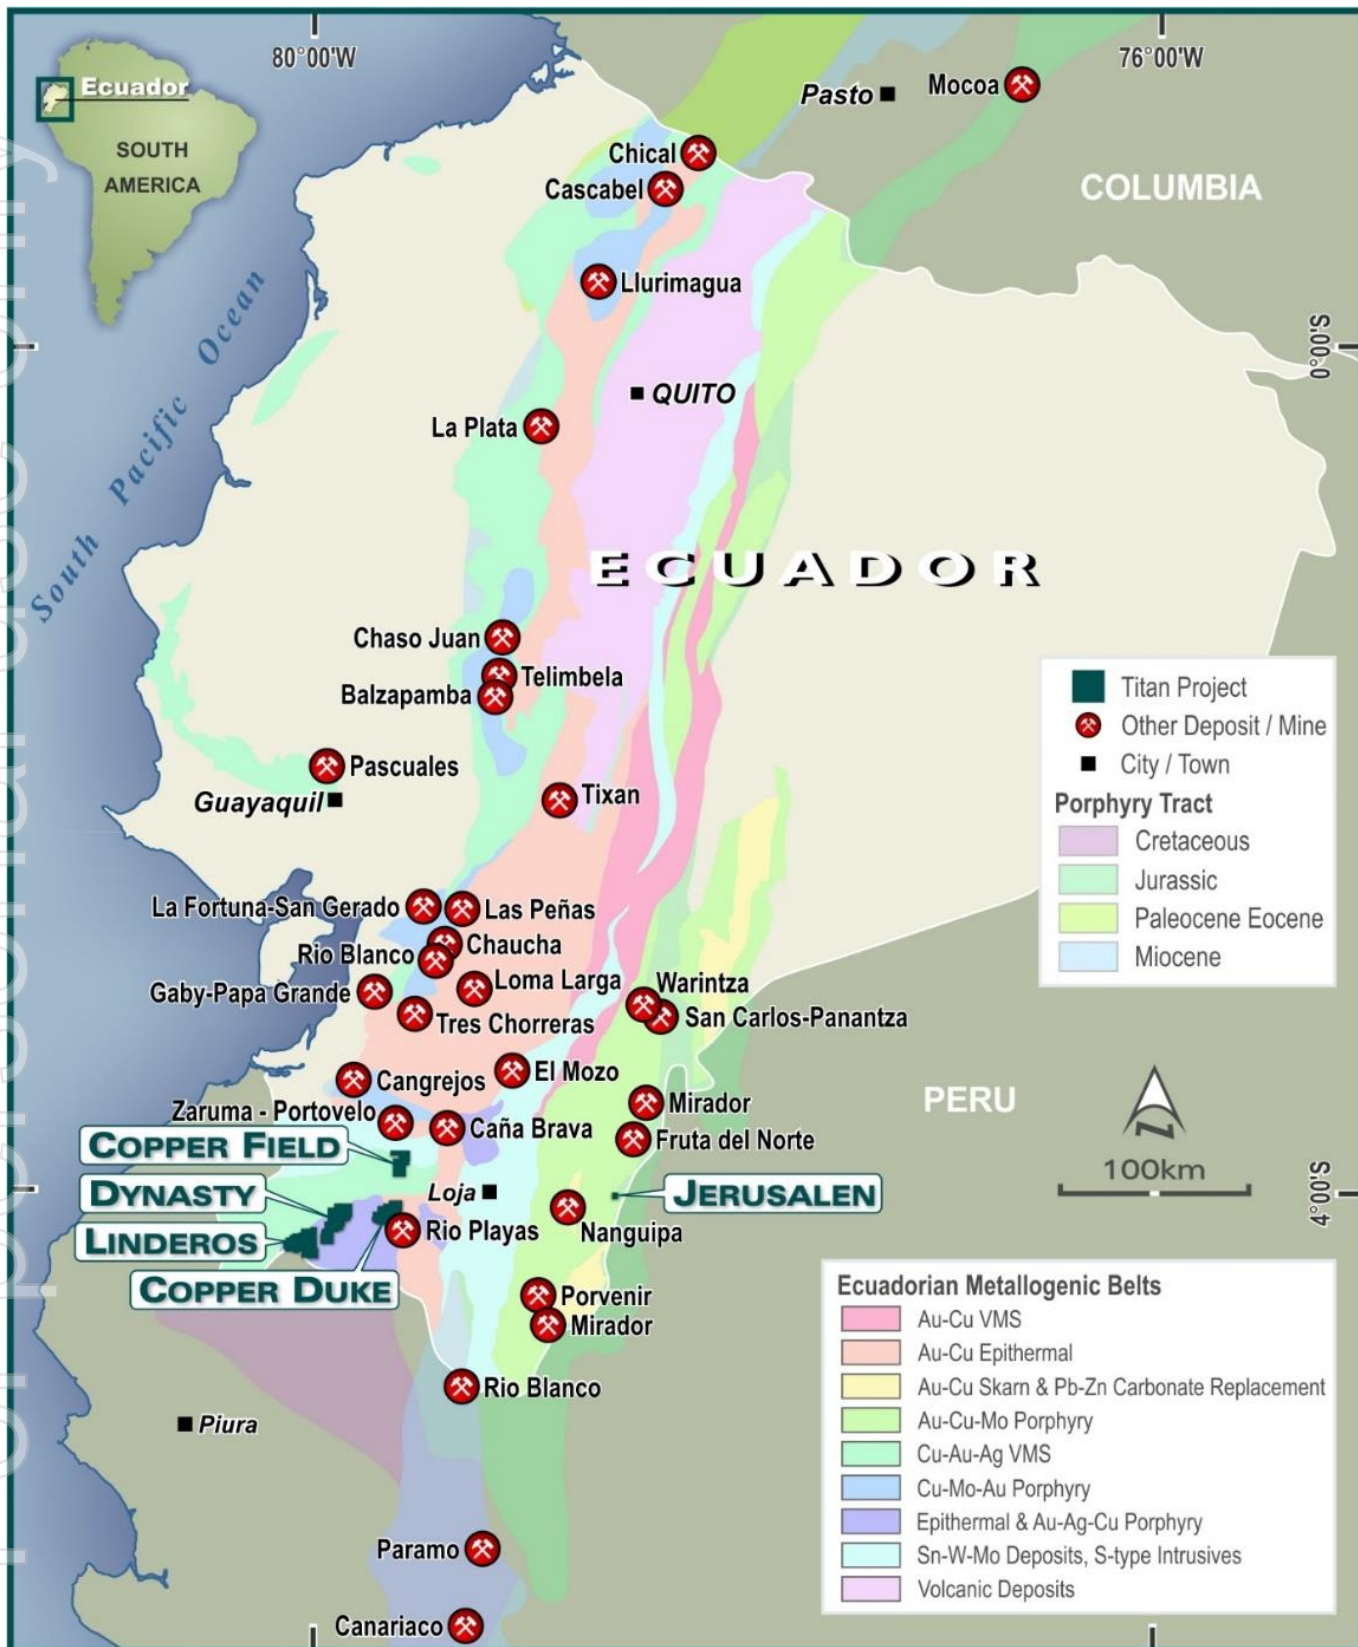 80°00'W
76°00'W
Ecuador
SOUTH
AMERICA
Pasto
Mocoa
Chical
Cascabel
COLUMBIA
Llurimagua
South Pacific Ocean
0°00'S
QUITO
La Plata
ECUADOR
Chaso Juan
Telimbela
Balzapamba
Pascuales
Guayaquil
Tixan
Titan Project
Other Deposit / Mine
City / Town
Porphyry Tract
Cretaceous
Jurassic
Paleocene Eocene
Miocene
La Fortuna-San Gerado
Las Peñas
Chaucha
Rio Blanco
Loma Larga
Gaby-Papa Grande
Tres Chorreras
Warintza
San Carlos-Panantza
El Mozo
Cangrejos
Zaruma - Portovelo
Caña Brava
Mirador
Fruta del Norte
PERU
100km
COPPER FIELD
DYNASTY
LINDEROS
COPPER DUKE
Loja
JERUSALEN
Rio Playas
Nanguipa
4°00'S
Porvenir
Mirador
Rio Blanco
Piura
Paramo
Canariaco
Ecuadorian Metallogenic Belts
Au-Cu VMS
Au-Cu Epithermal
Au-Cu Skarn & Pb-Zn Carbonate Replacement
Au-Cu-Mo Porphyry
Cu-Au-Ag VMS
Cu-Mo-Au Porphyry
Epithermal & Au-Ag-Cu Porphyry
Sn-W-Mo Deposits, S-type Intrusives
Volcanic Deposits
For personal use only